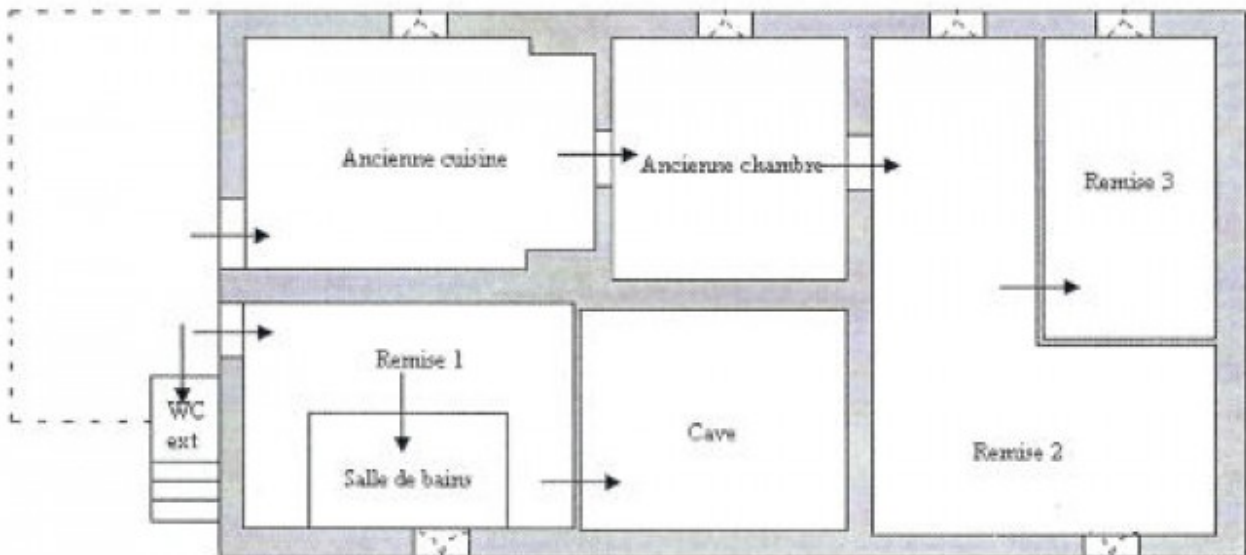 Ancienne cuisine
Ancienne chambre
Remise 3
Remise 1
WC
ext
Salle de bains
Cave
Remise 2